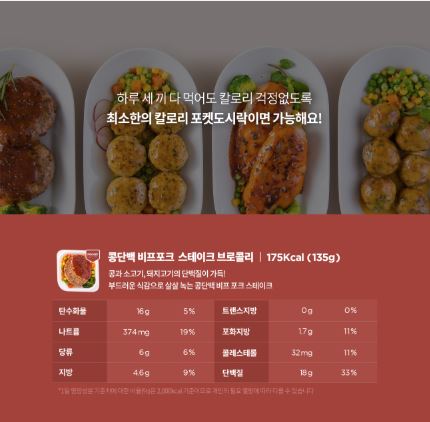 하루 세 끼 다 먹어도 칼로리 걱정없도록
최소한의 칼로리 포켓도시락이면 가능해요!
콩단백 비프포크 스테이크 브로콜리 | 175Kcal (135g)
콩과 소고기, 돼지고기의 단백질이 가득!
부드러운 식감으로 살살 녹는 콩단백 비프 포크 스테이크
탄수화물 16g 5% 트랜스지방 0g 0%
나트륨 374mg 19% 포화지방 1.7g 11%
당류 6g 6% 콜레스테롤 32mg 11%
지방 4.6g 9% 단백질 18g 33%
*1일 영양성분 기준치에 대한 비율(%)은 2,000kcal 기준이므로 개인의 필요 열량에 따라 다를 수 있습니다